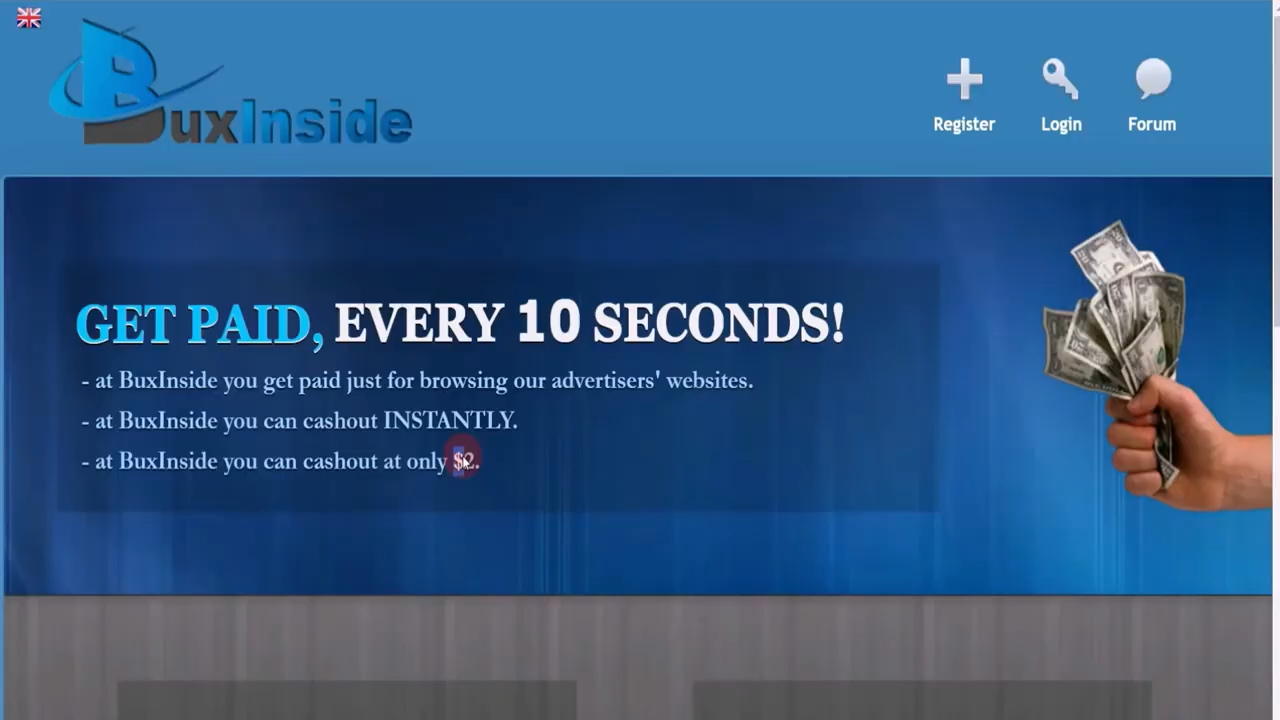 BuxInside
Register Login Forum
GET PAID, EVERY 10 SECONDS!
- at BuxInside you get paid just for browsing our advertisers' websites.
- at BuxInside you can cashout INSTANTLY.
- at BuxInside you can cashout at only $2.